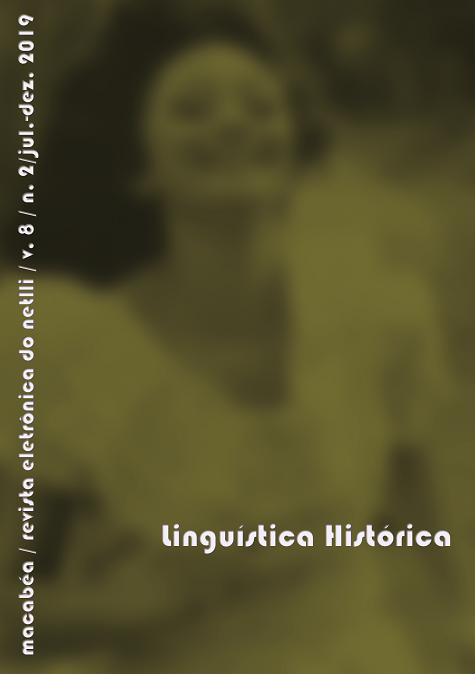 macabéa / revista eletrônica do netlli / v. 8 / n. 2/jul.-dez. 2019
Linguística Histórica